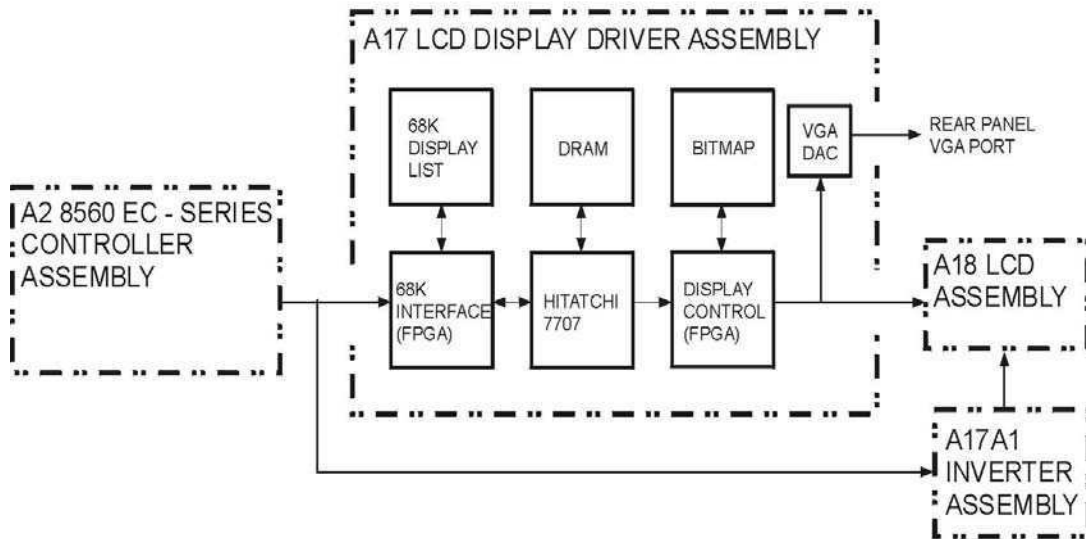 A17 LCD DISPLAY DRIVER ASSEMBLY
68K
DISPLAY
LIST
DRAM
BITMAP
VGA
DAC
REAR PANEL
VGA PORT
A2 8560 EC - SERIES
CONTROLLER
ASSEMBLY
68K
INTERFACE
(FPGA)
HITATCHI
7707
DISPLAY
CONTROL
(FPGA)
A18 LCD
ASSEMBLY
A17A1
INVERTER
ASSEMBLY